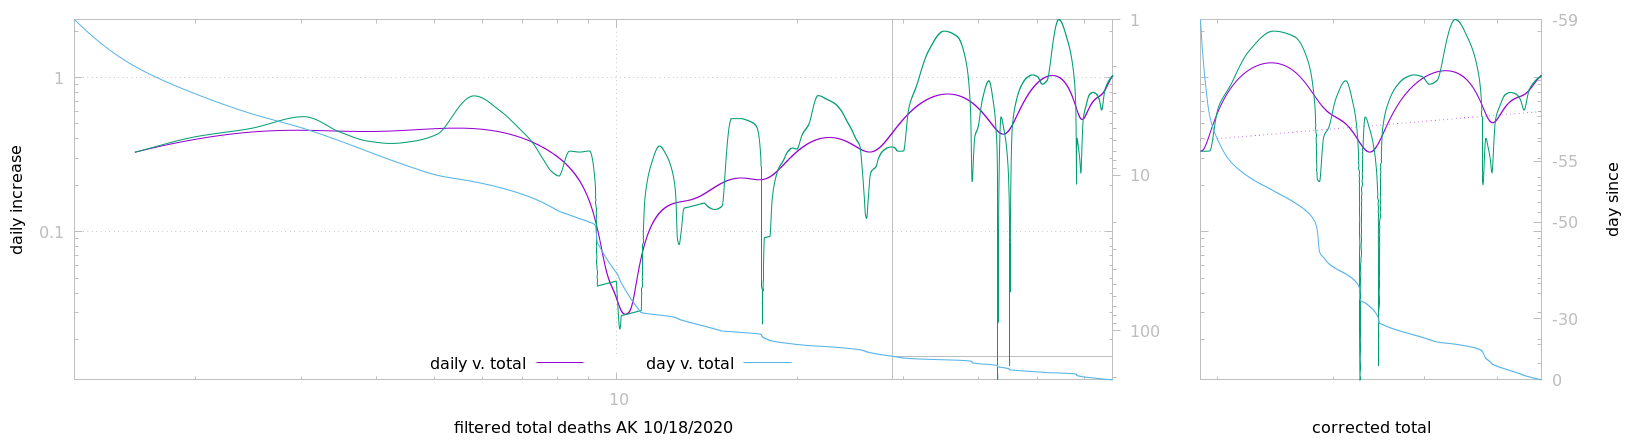 1
1
-59
daily increase
0.1
10
100
-55
-50
-30
0
day since
daily v. total
day v. total
10
filtered total deaths AK 10/18/2020
corrected total